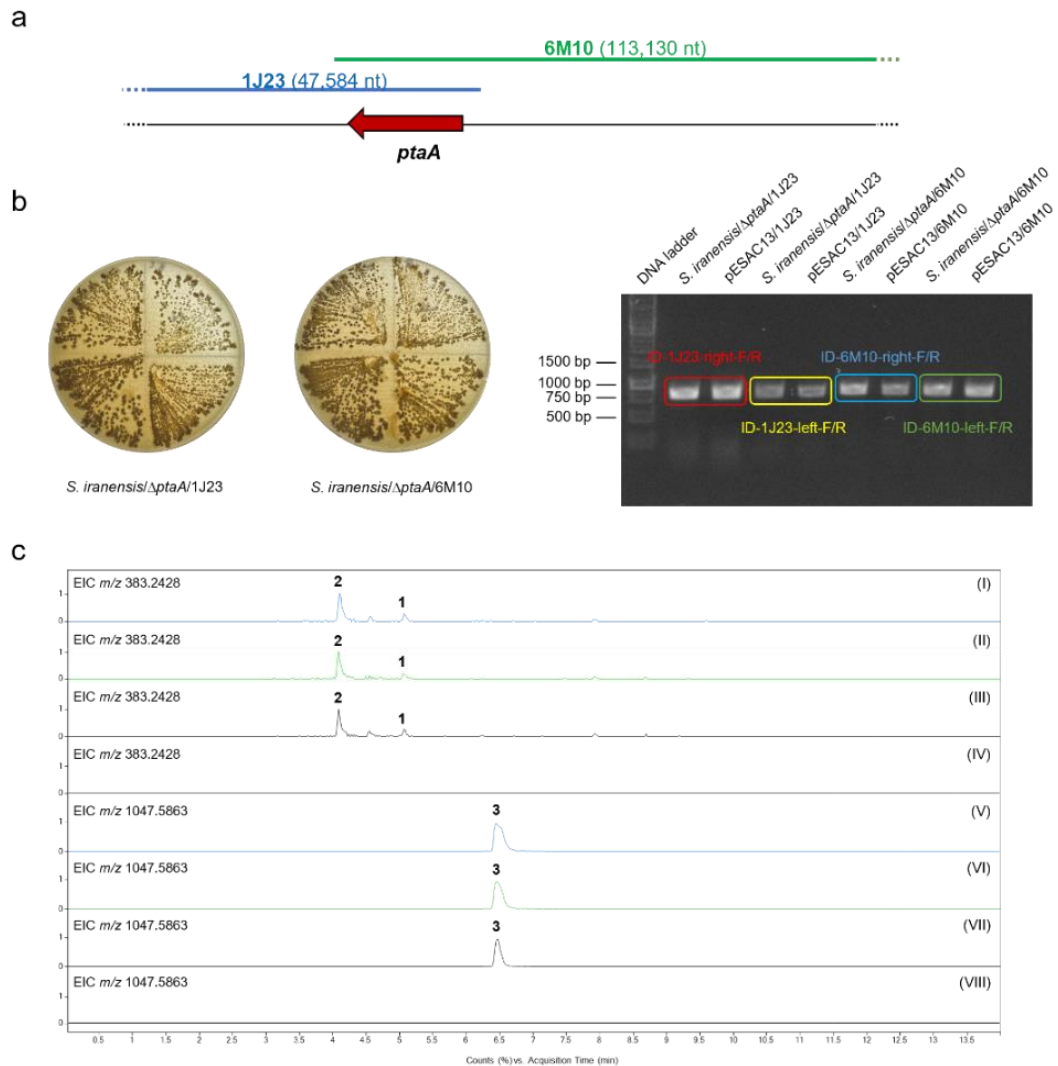 a
6M10 (113,130 nt)
1J23 (47,584 nt)
ptaA
b
DNA ladder
S. iranensis/ΔptaA/1J23
pESAC13/1J23
S. iranensis/ΔptaA/1J23
pESAC13/1J23
S. iranensis/ΔptaA/6M10
pESAC13/6M10
S. iranensis/ΔptaA/6M10
pESAC13/6M10
1500 bp
1000 bp
750 bp
500 bp
ID-1J23-right-F/R
ID-6M10-right-F/R
ID-1J23-left-F/R
ID-6M10-left-F/R
S. iranensis/ΔptaA/1J23
S. iranensis/ΔptaA/6M10
c
EIC m/z 383.2428 2 1 (I)
1
0
EIC m/z 383.2428 2 1 (II)
1
0
EIC m/z 383.2428 2 1 (III)
1
0
EIC m/z 383.2428 (IV)
1
0
EIC m/z 1047.5863 3 (V)
1
0
EIC m/z 1047.5863 3 (VI)
1
0
EIC m/z 1047.5863 3 (VII)
1
0
EIC m/z 1047.5863 (VIII)
1
0
0.5 1 1.5 2 2.5 3 3.5 4 4.5 5 5.5 6 6.5 7 7.5 8 8.5 9 9.5 10 10.5 11 11.5 12 12.5 13 13.5
Counts (%) vs. Acquisition Time (min)